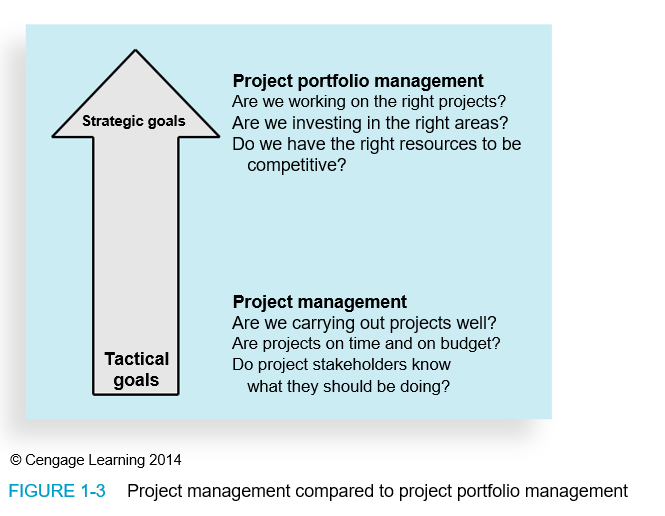 Strategic goals
Project portfolio management
Are we working on the right projects?
Are we investing in the right areas?
Do we have the right resources to be
competitive?
Project management
Are we carrying out projects well?
Are projects on time and on budget?
Do project stakeholders know
what they should be doing?
Tactical
goals
© Cengage Learning 2014
FIGURE 1-3 Project management compared to project portfolio management